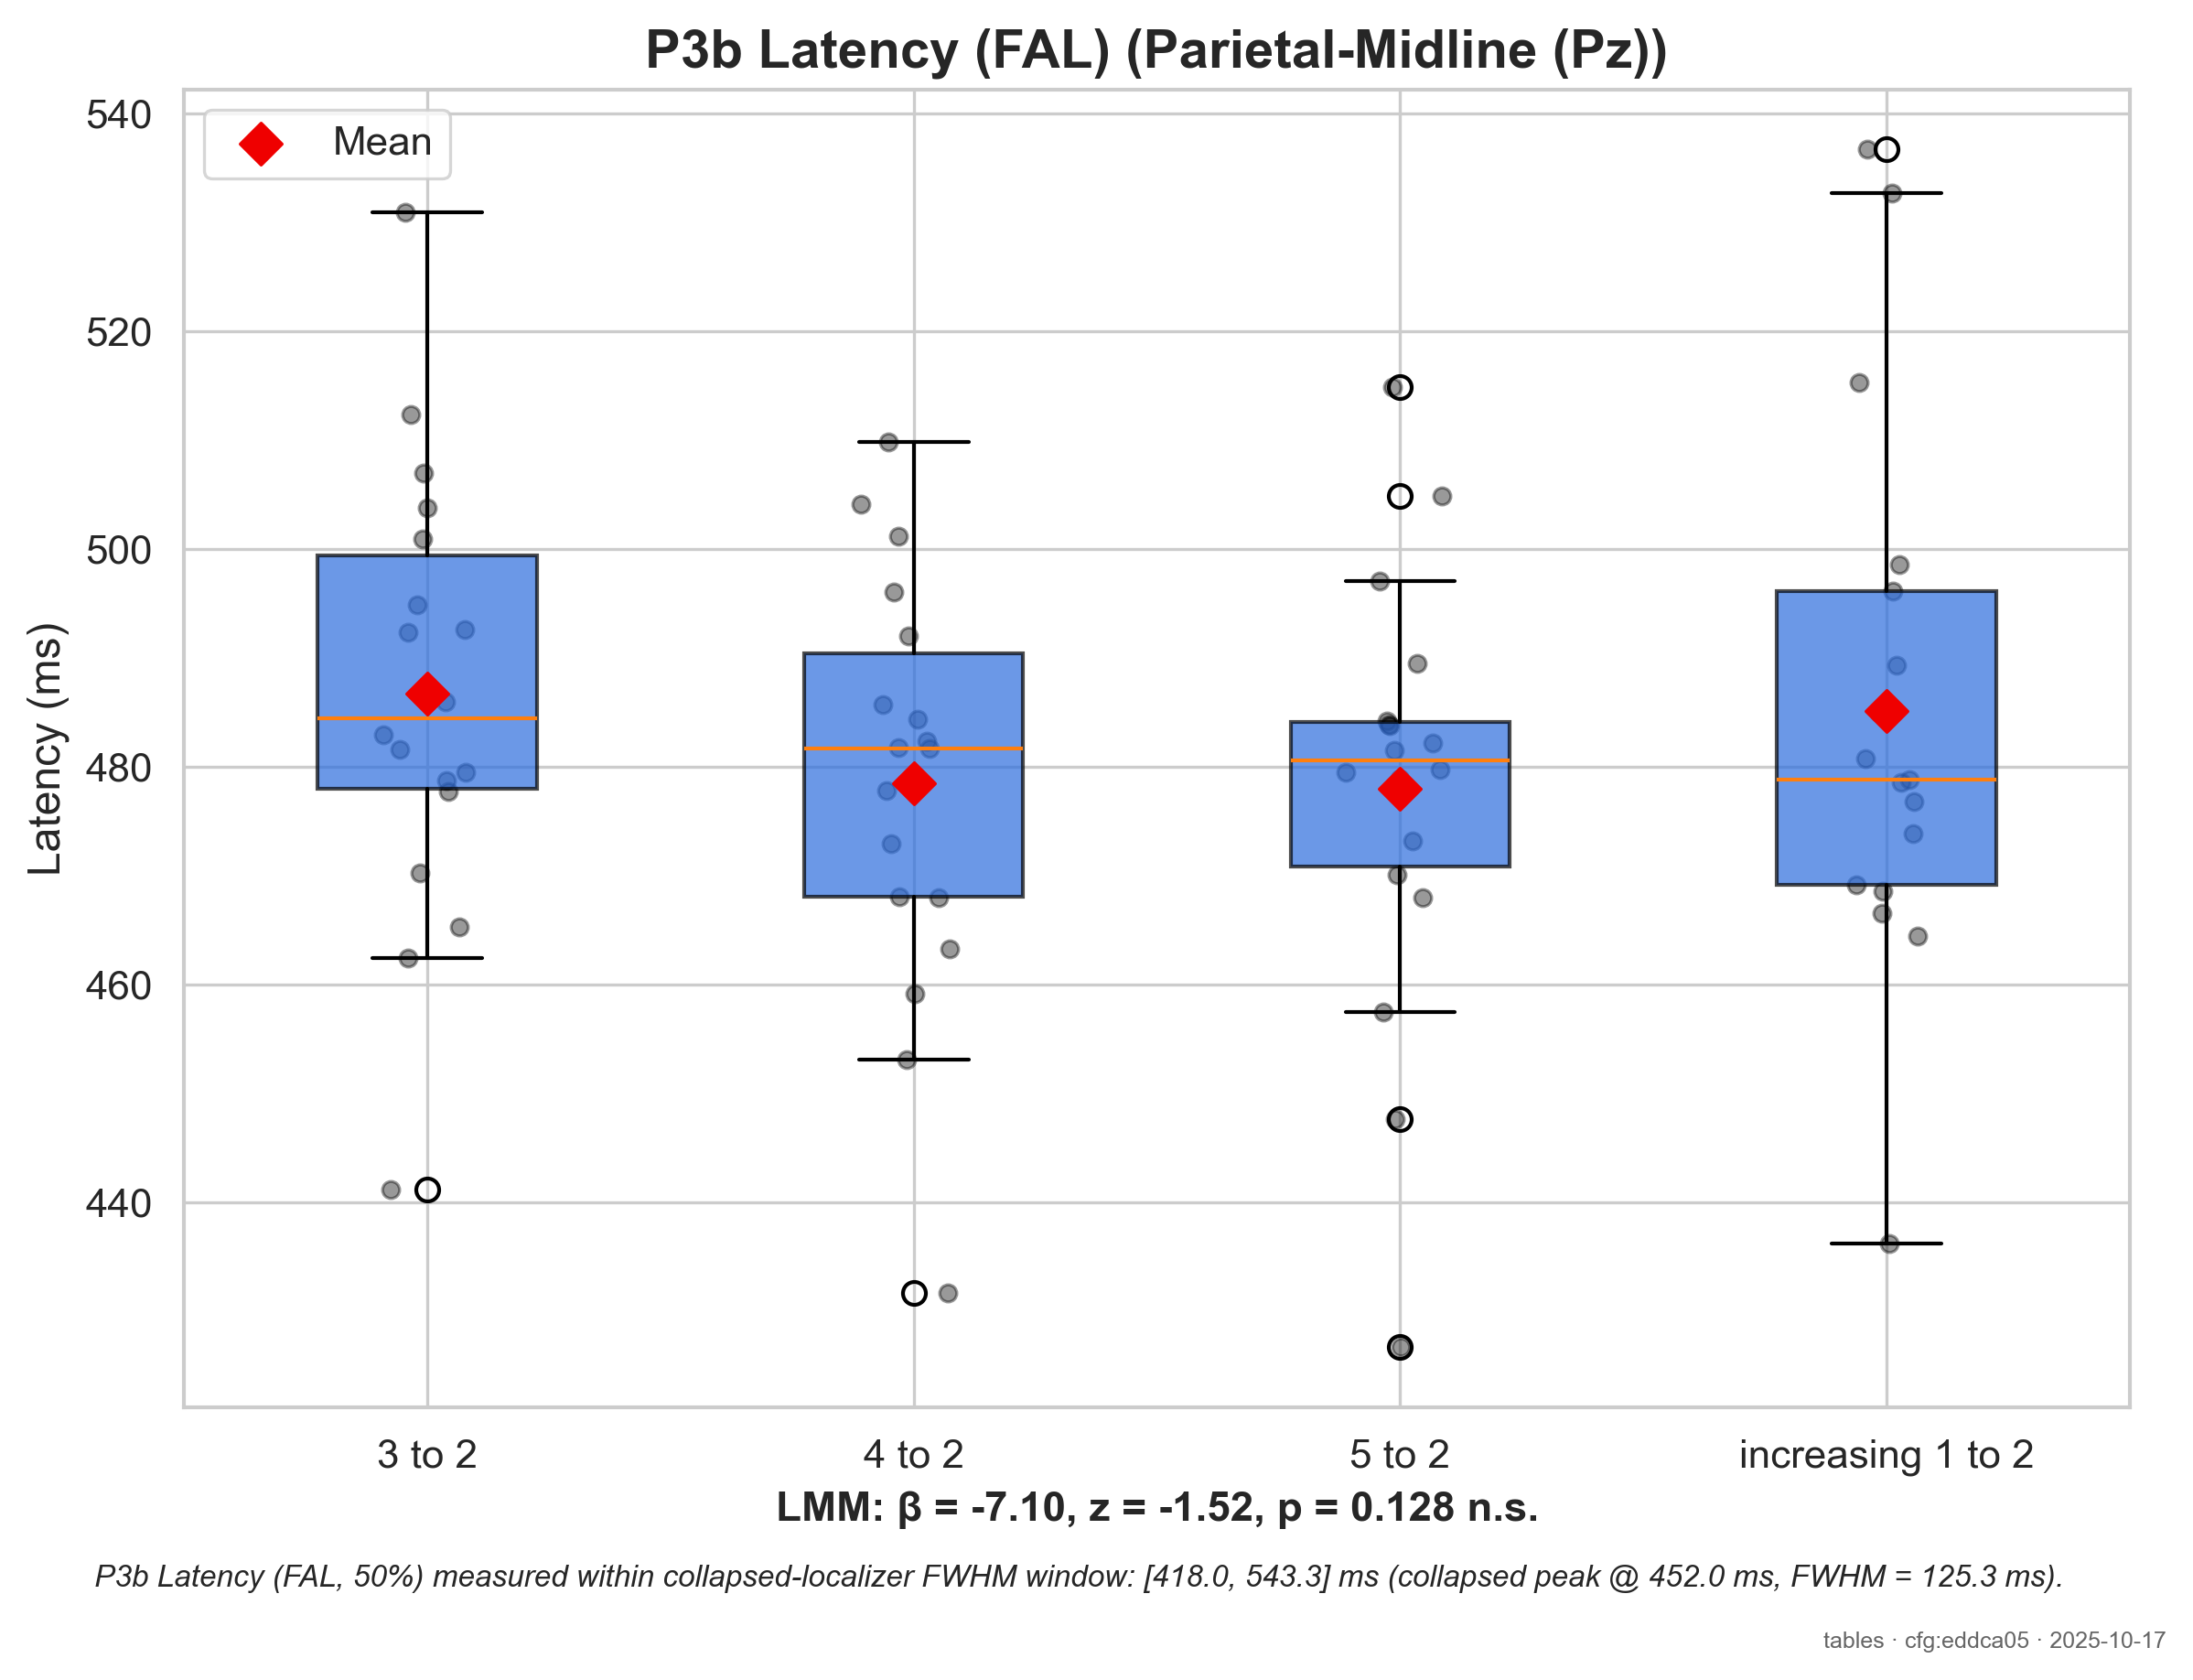 P3b Latency (FAL) (Parietal-Midline (Pz))
Mean
Latency (ms)
540
520
500
480
460
440
3 to 2
4 to 2
5 to 2
increasing 1 to 2
LMM: β = -7.10, z = -1.52, p = 0.128 n.s.
P3b Latency (FAL, 50%) measured within collapsed-localizer FWHM window: [418.0, 543.3] ms (collapsed peak @ 452.0 ms, FWHM = 125.3 ms).
tables · cfg:eddca05 · 2025-10-17